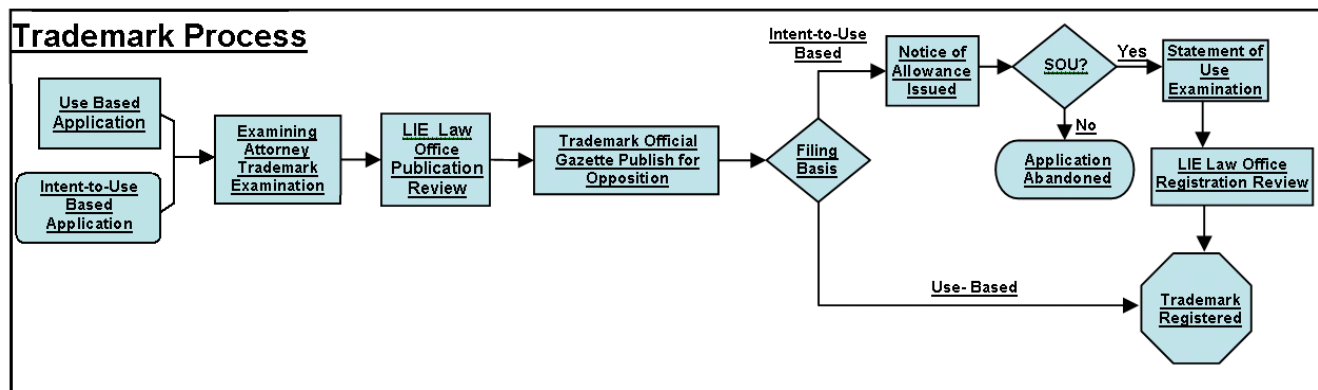 Trademark Process
Use Based
Application
Intent-to-Use
Based
Application
Examining
Attorney
Trademark
Examination
LIE Law
Office
Publication
Review
Trademark Official
Gazette Publish for
Opposition
Filing
Basis
Intent-to-Use
Based
Notice of
Allowance
Issued
SOU?
Yes
Statement of
Use
Examination
No
Application
Abandoned
LIE Law Office
Registration Review
Use- Based
Trademark
Registered